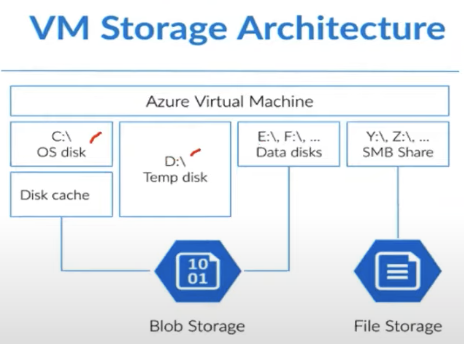 VM Storage Architecture
Azure Virtual Machine
C:\
OS disk
Disk cache
D:\
Temp disk
E:\, F:\, ...
Data disks
Y:\, Z:\, ...
SMB Share
10
01
Blob Storage
File Storage